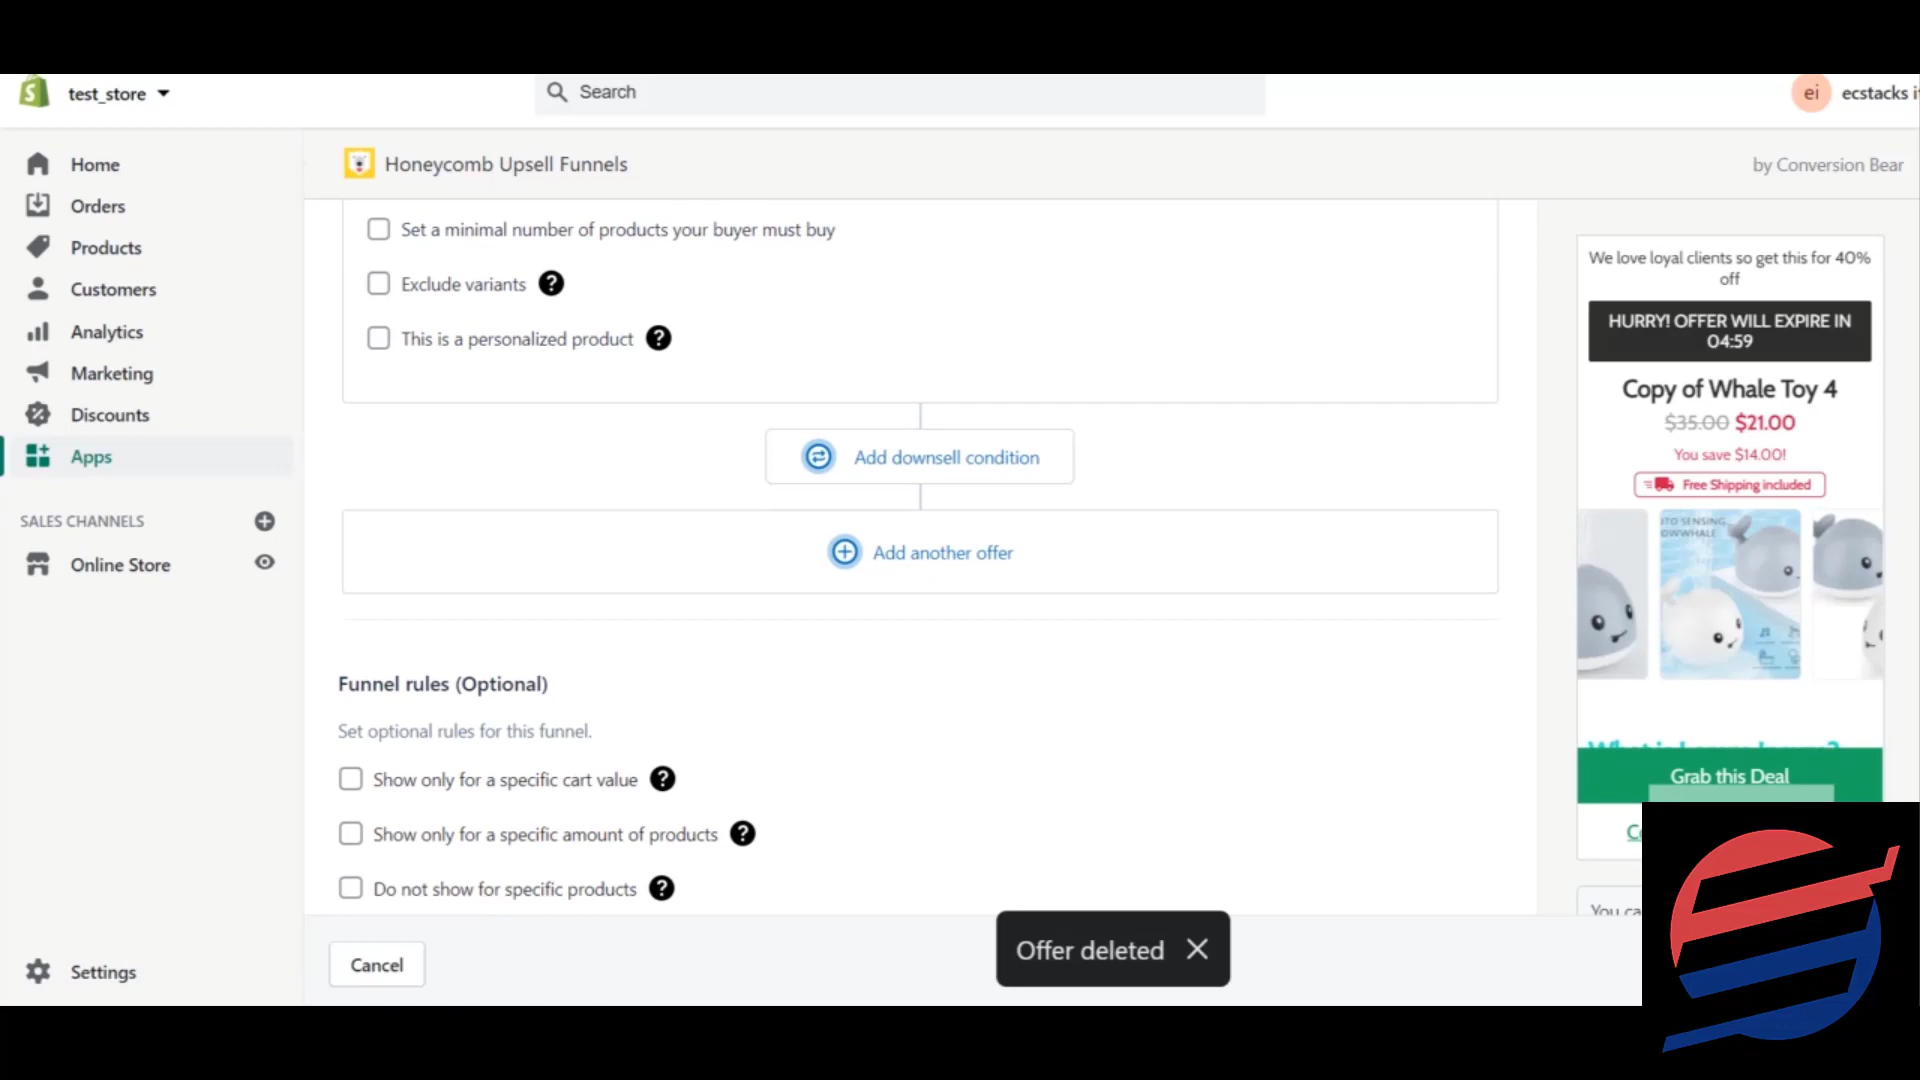 test_store
Search
ei
ecstacks
Home
Orders
Products
Customers
Analytics
Marketing
Discounts
Apps
SALES CHANNELS
Online Store
Settings
Honeycomb Upsell Funnels
by Conversion Bear
Set a minimal number of products your buyer must buy
Exclude variants ?
This is a personalized product ?
Add downsell condition
Add another offer
Funnel rules (Optional)
Set optional rules for this funnel.
Show only for a specific cart value ?
Show only for a specific amount of products ?
Do not show for specific products ?
Cancel
Offer deleted
We love loyal clients so get this for 40%
off
HURRY! OFFER WILL EXPIRE IN
04:59
Copy of Whale Toy 4
$35.00 $21.00
You save $14.00!
Free Shipping included
Grab this Deal
You